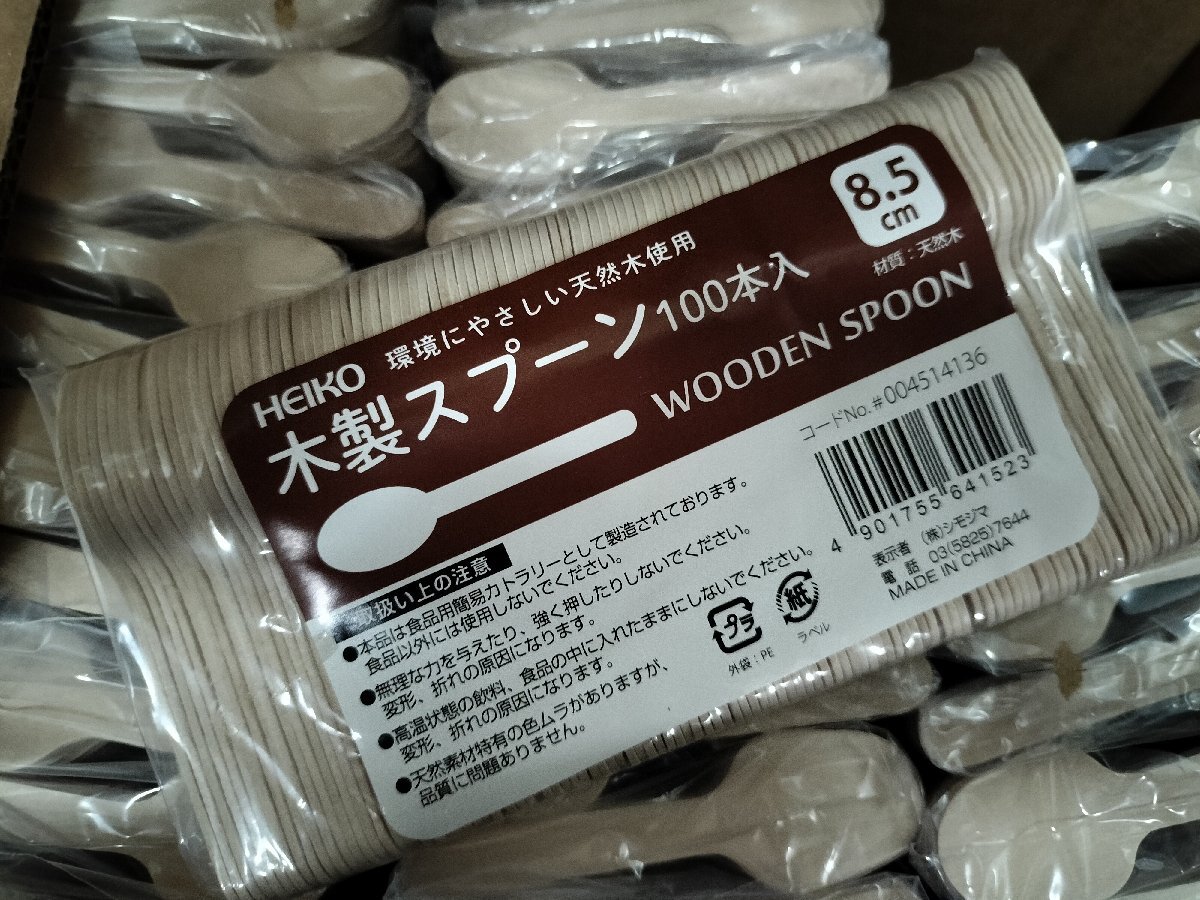 HEIKO 環境にやさしい天然木使用
木製スプーン100本入
WOODEN SPOON
8.5
cm
材質：天然木
取扱い上の注意
●本品は食品用簡易カトラリーとして製造されております。
食品以外には使用しないでください。
●無理な力を与えたり、強く押したりしないでください。
変形、折れの原因になります。
●高温状態の飲料、食品の中に入れたままにしないでください。
変形、折れの原因になります。
●天然素材特有の色ムラがありますが、
品質に問題ありません。
コードNo.#004514136
4 901755 641523
表示者 (株)シモジマ
電話 03(5825)7644
MADE IN CHINA
プラ
外袋：PE
紙
ラベル